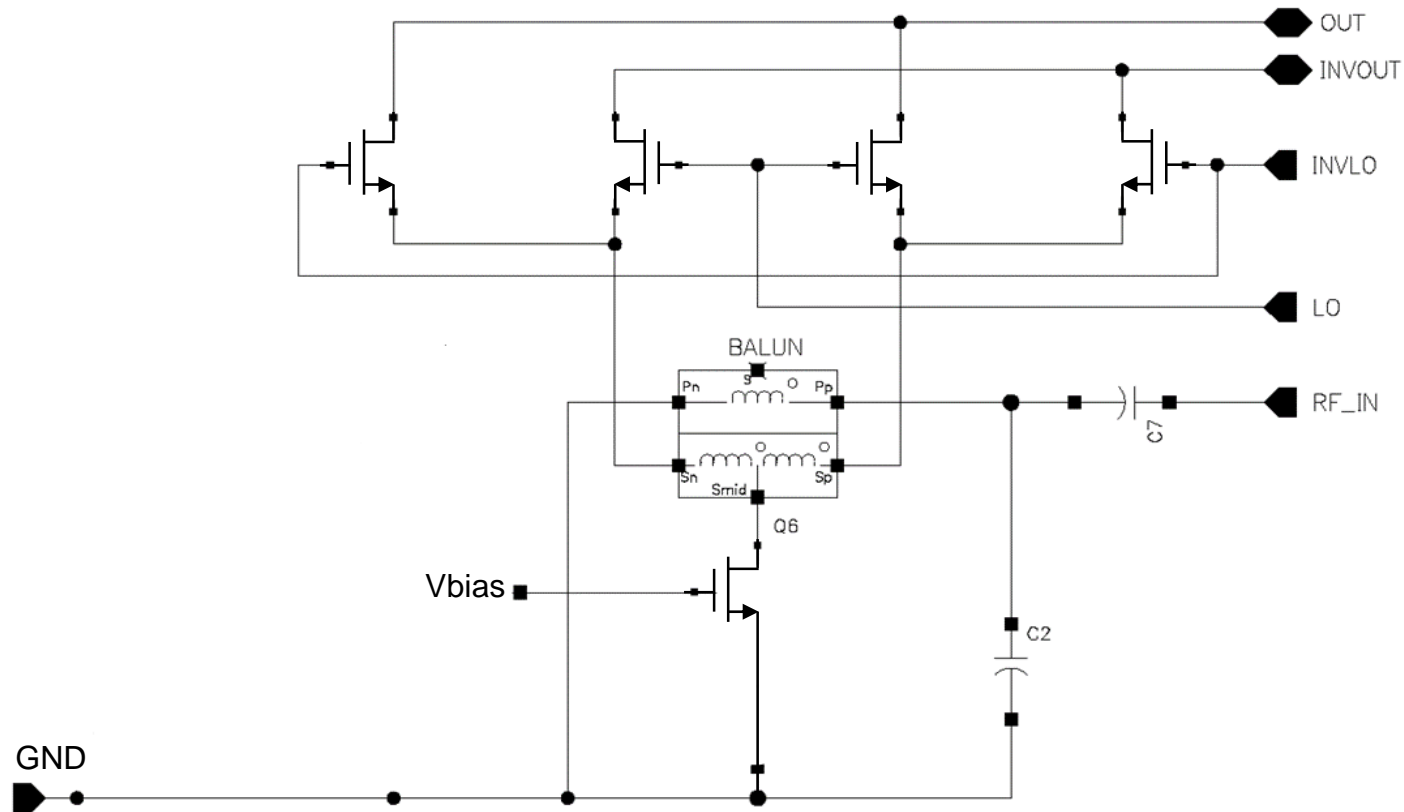 OUT
INVOUT
INVLO
LO
BALUN
g
Pn
Pp
RF_IN
C7
Sn
Smid
Sp
Q6
Vbias
C2
GND